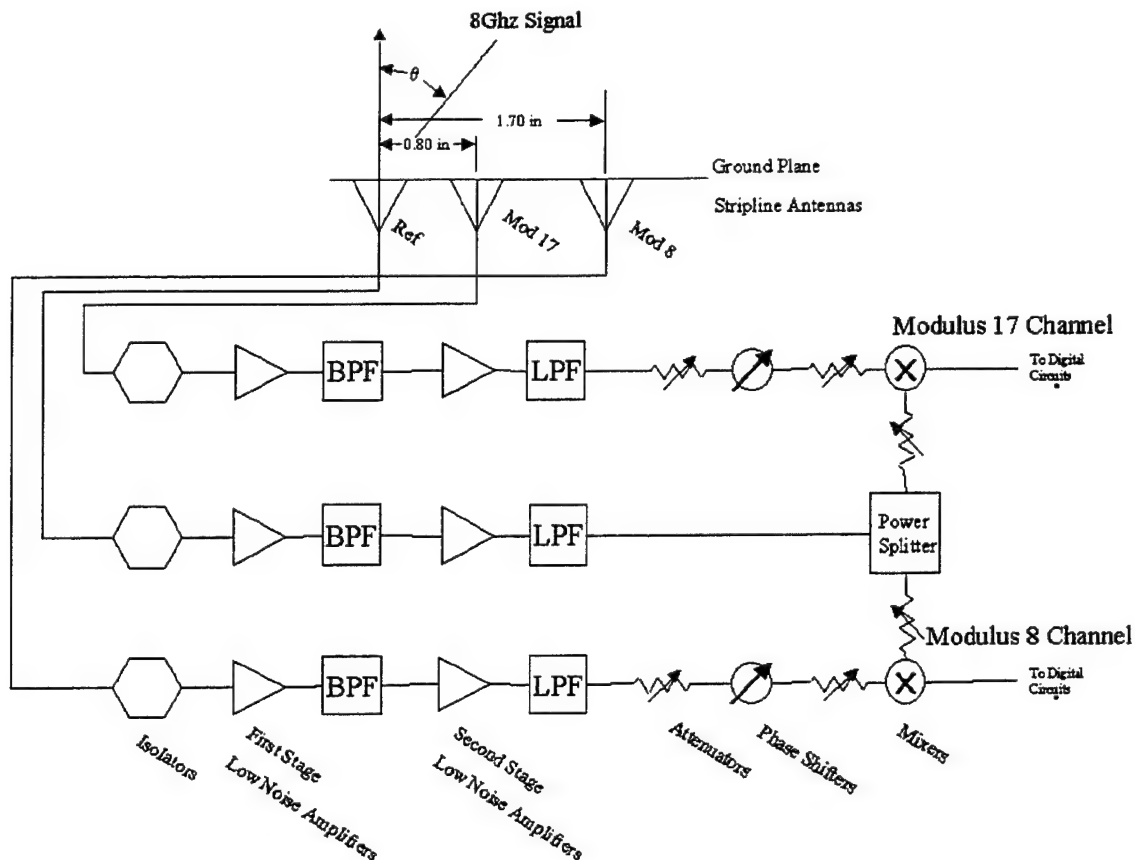 8Ghz Signal
θ
1.70 in
0.80 in
Ground Plane
Stripline Antennas
Ref
Mod 17
Mod 8
Modulus 17 Channel
BPF
LPF
X
To Digital
Circuits
BPF
LPF
Power
Splitter
Modulus 8 Channel
BPF
LPF
X
To Digital
Circuits
Isolators
First Stage
Low Noise Amplifiers
Second Stage
Low Noise Amplifiers
Attenuators
Phase Shifters
Mixers